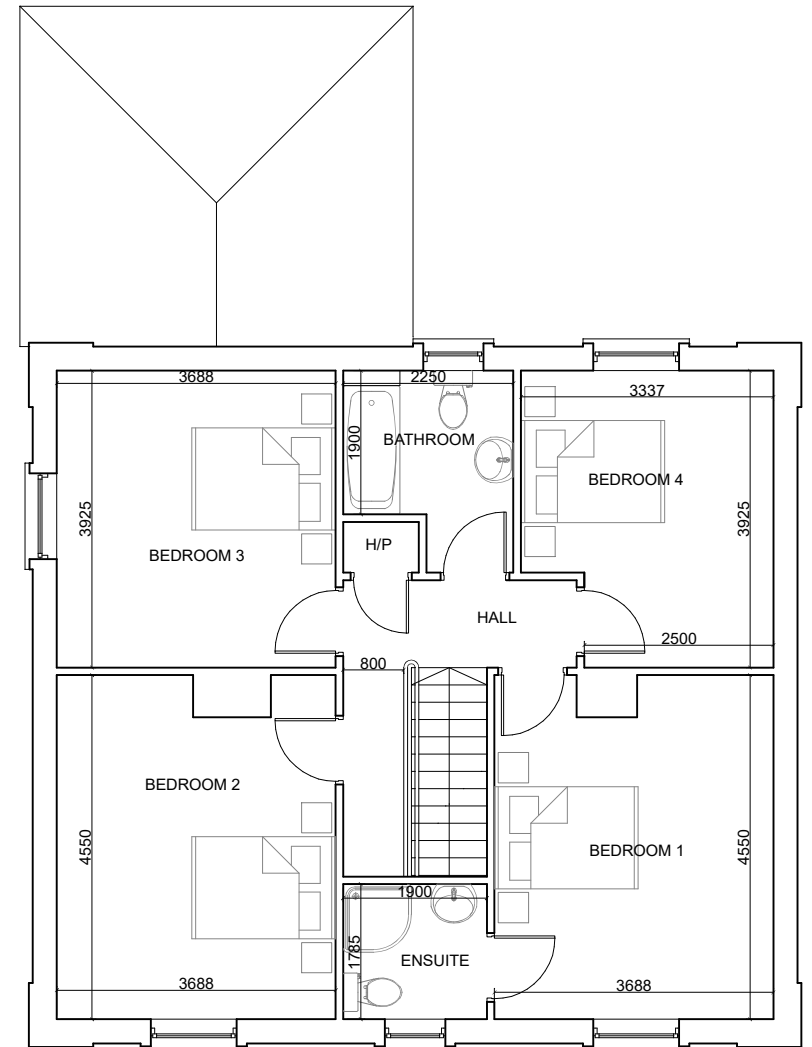 3688
2250
3337
1900
BATHROOM
3925
BEDROOM 3
BEDROOM 4
3925
H/P
HALL
2500
800
BEDROOM 2
4550
BEDROOM 1
4550
1900
1785
ENSUITE
3688
3688